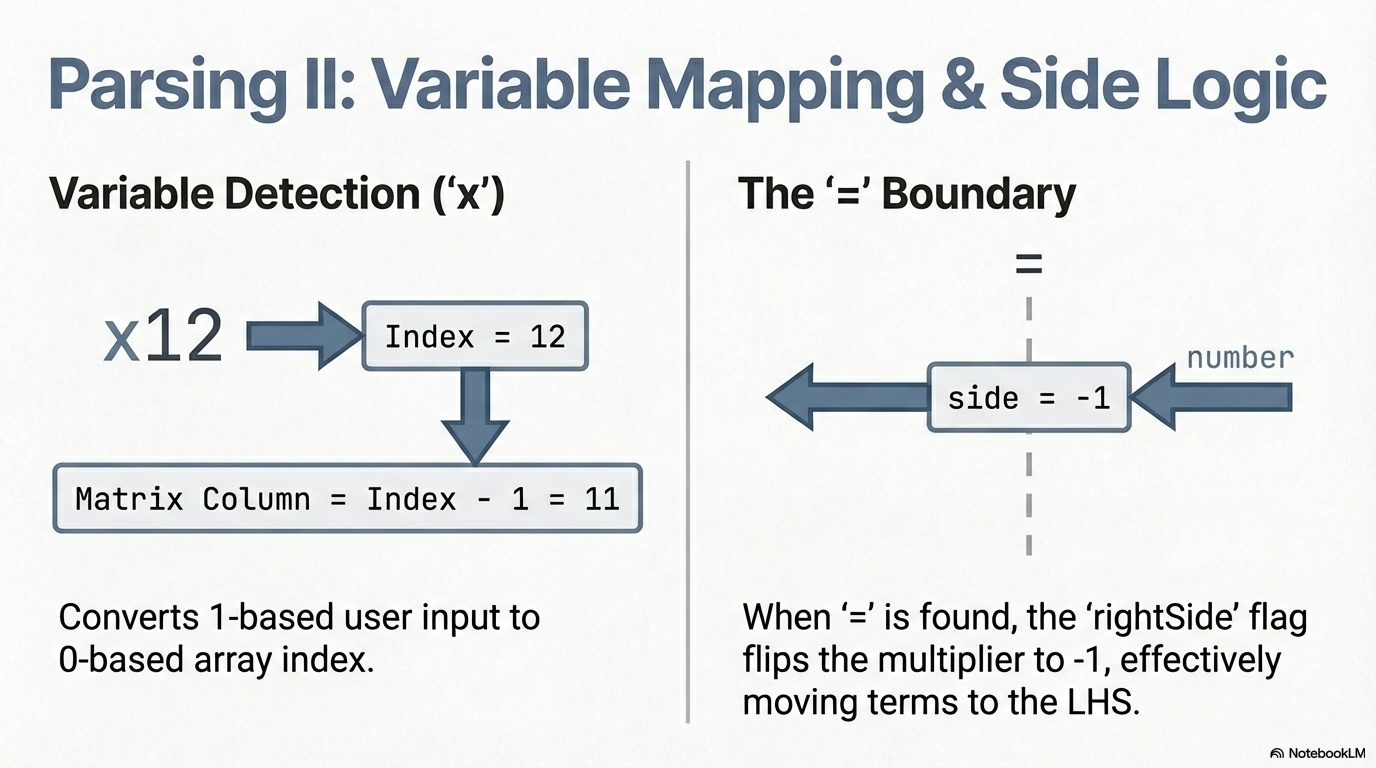 Parsing II: Variable Mapping & Side Logic
Variable Detection (‘x’)
x12
Index = 12
Matrix Column = Index - 1 = 11
Converts 1-based user input to
0-based array index.
The ‘=’ Boundary
=
number
side = -1
When ‘=’ is found, the ‘rightSide’ flag
flips the multiplier to -1, effectively
moving terms to the LHS.
NotebookLM